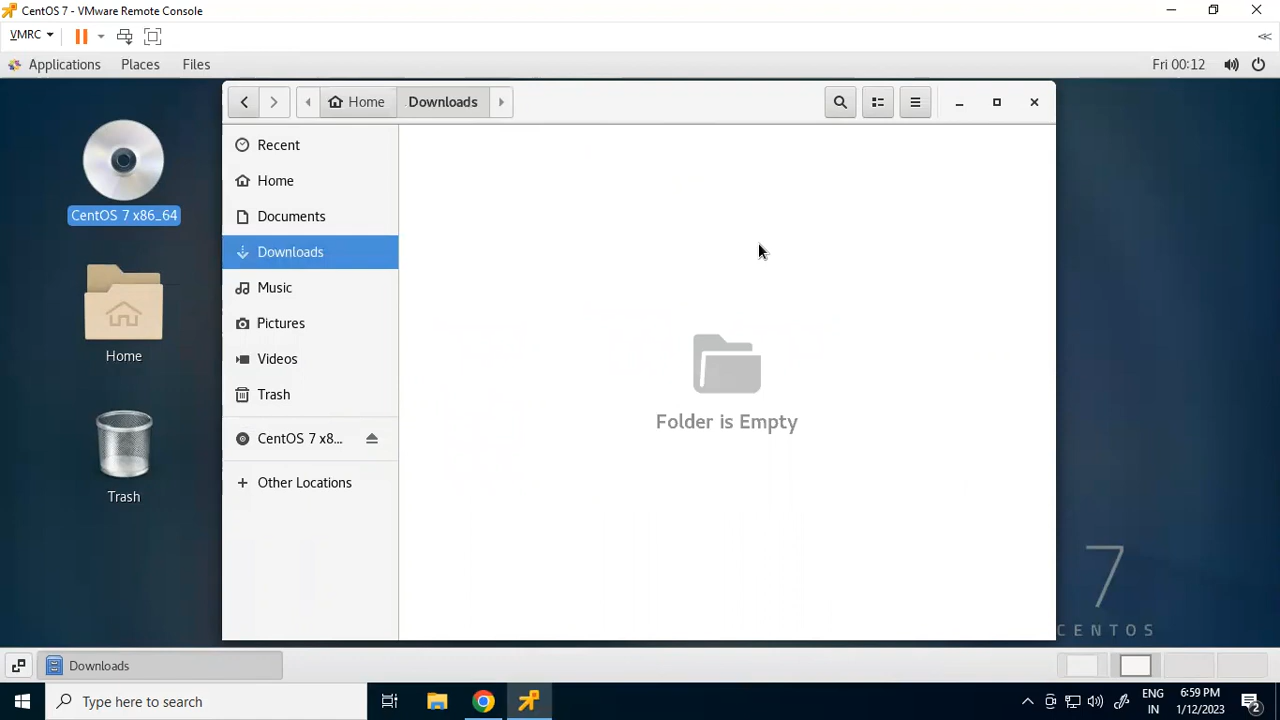 CentOS 7 - VMware Remote Console
VMRC
Applications Places Files Fri 00:12
Home Downloads
Recent
Home
Documents
Downloads
Music
Pictures
Videos
Trash
CentOS 7 x8...
Other Locations
Folder is Empty
CentOS 7 x86_64
Home
Trash
7
CENTOS
Downloads
Type here to search
ENG
IN
6:59 PM
1/12/2023
2